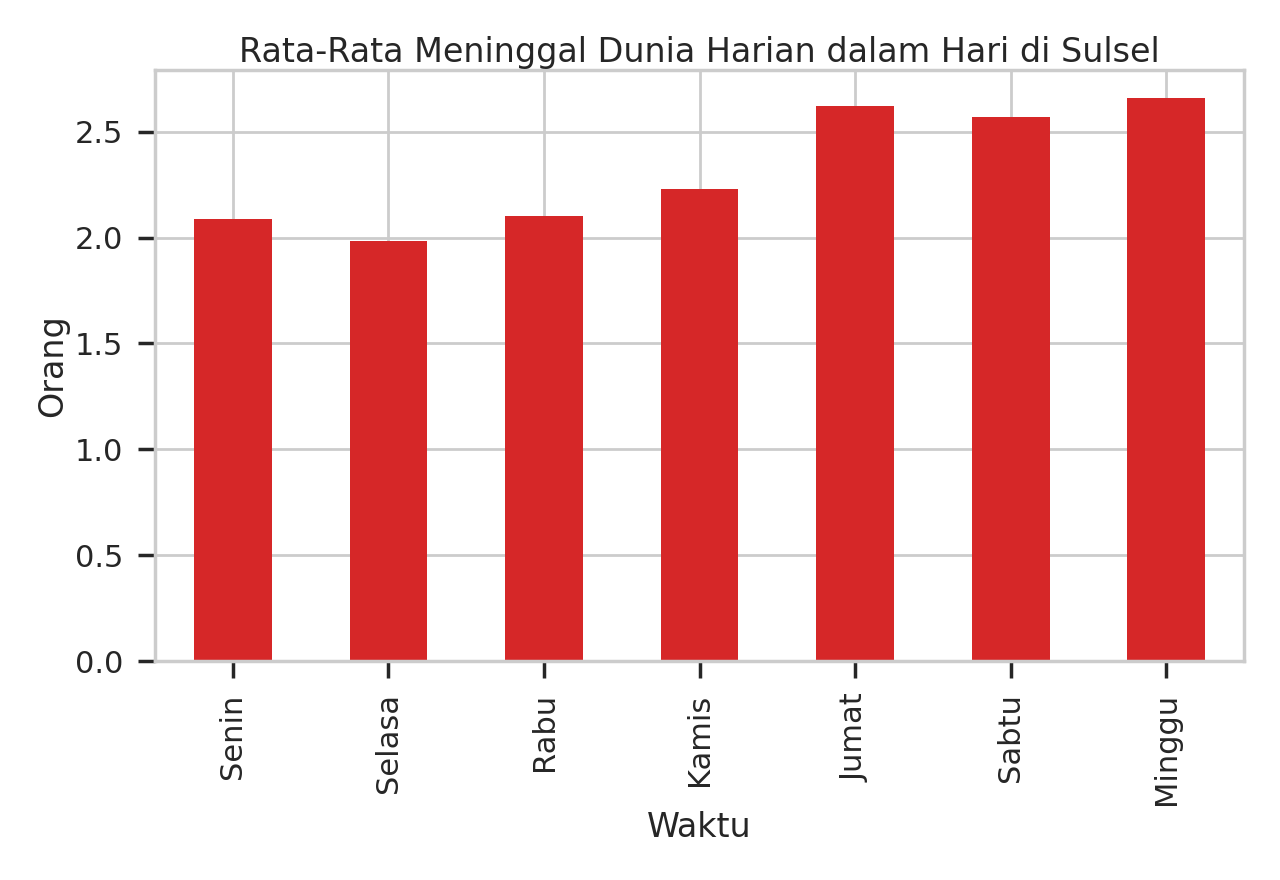 Rata-Rata Meninggal Dunia Harian dalam Hari di Sulsel
Orang
2.5
2.0
1.5
1.0
0.5
0.0
Senin
Selasa
Rabu
Kamis
Jumat
Sabtu
Minggu
Waktu